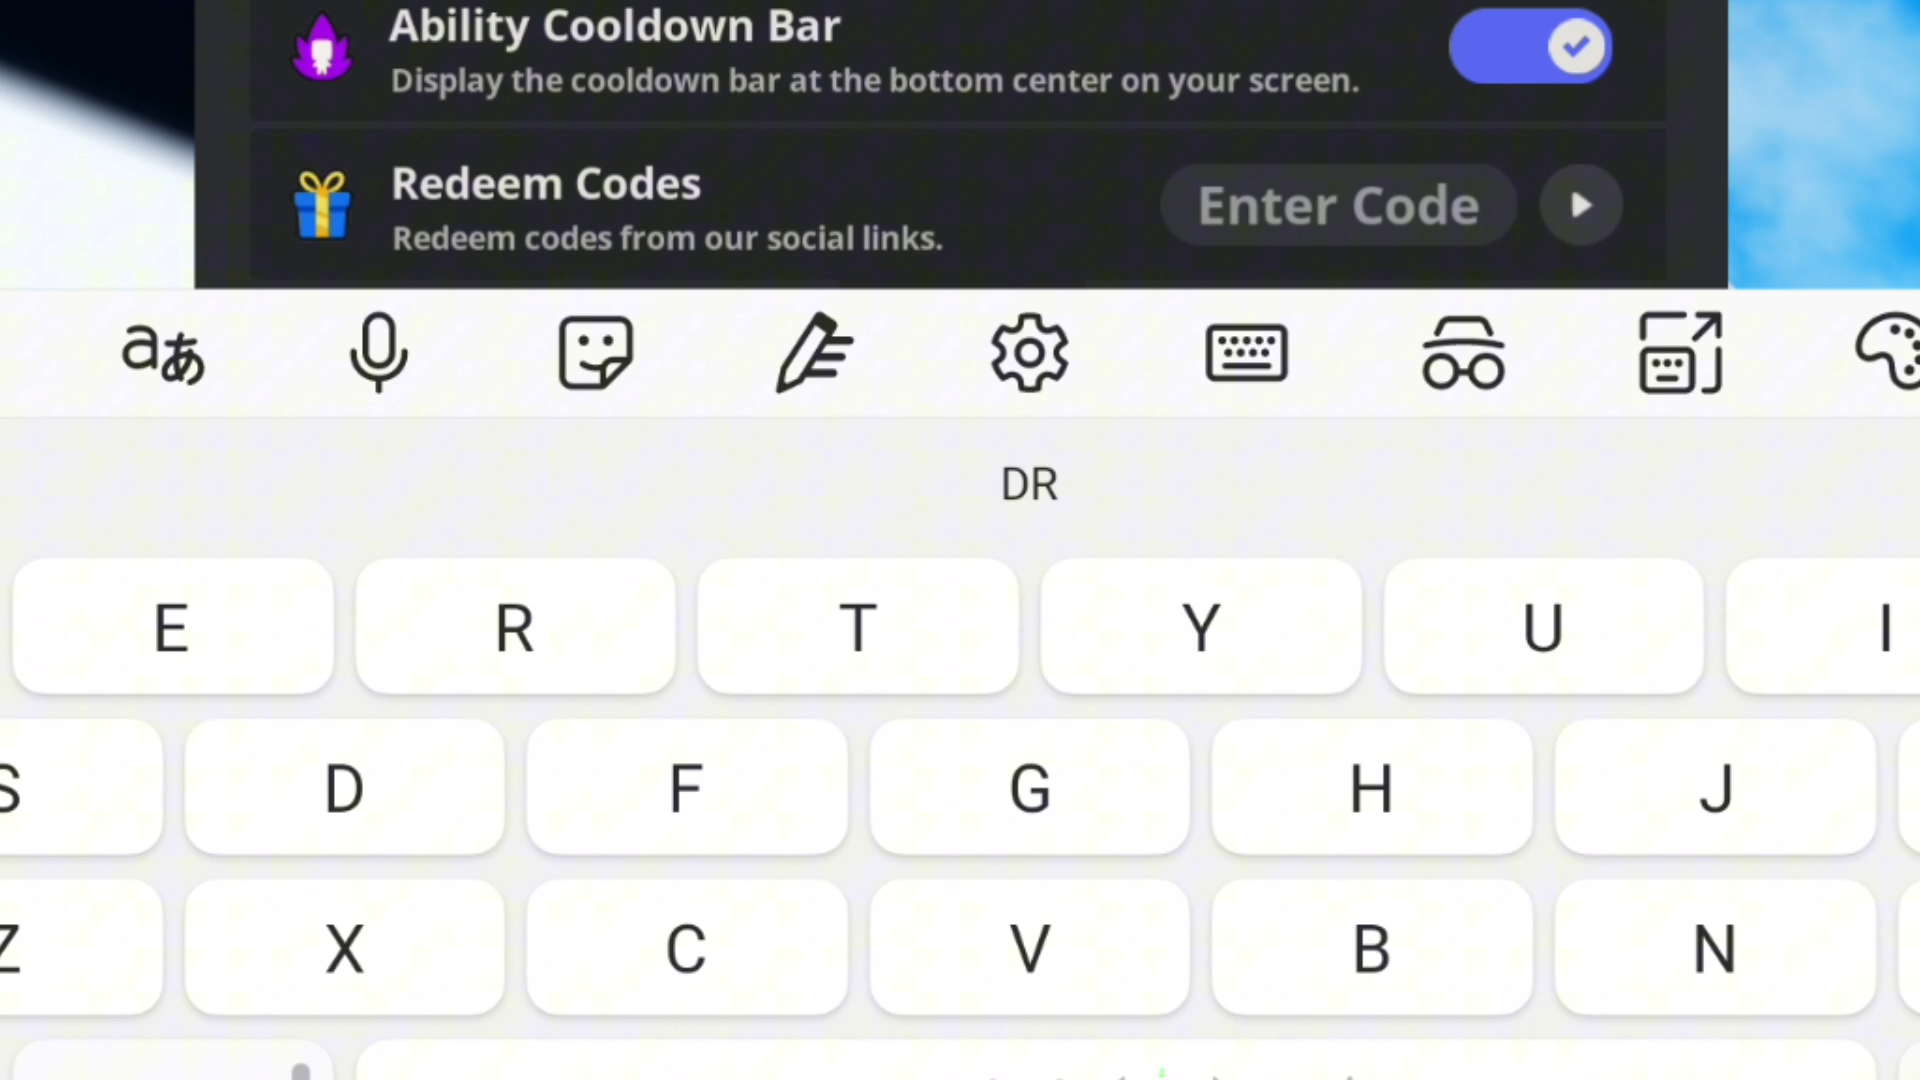 Ability Cooldown Bar
Display the cooldown bar at the bottom center on your screen.
Redeem Codes
Redeem codes from our social links.
Enter Code
aあ
DR
E R T Y U I
S D F G H J
Z X C V B N